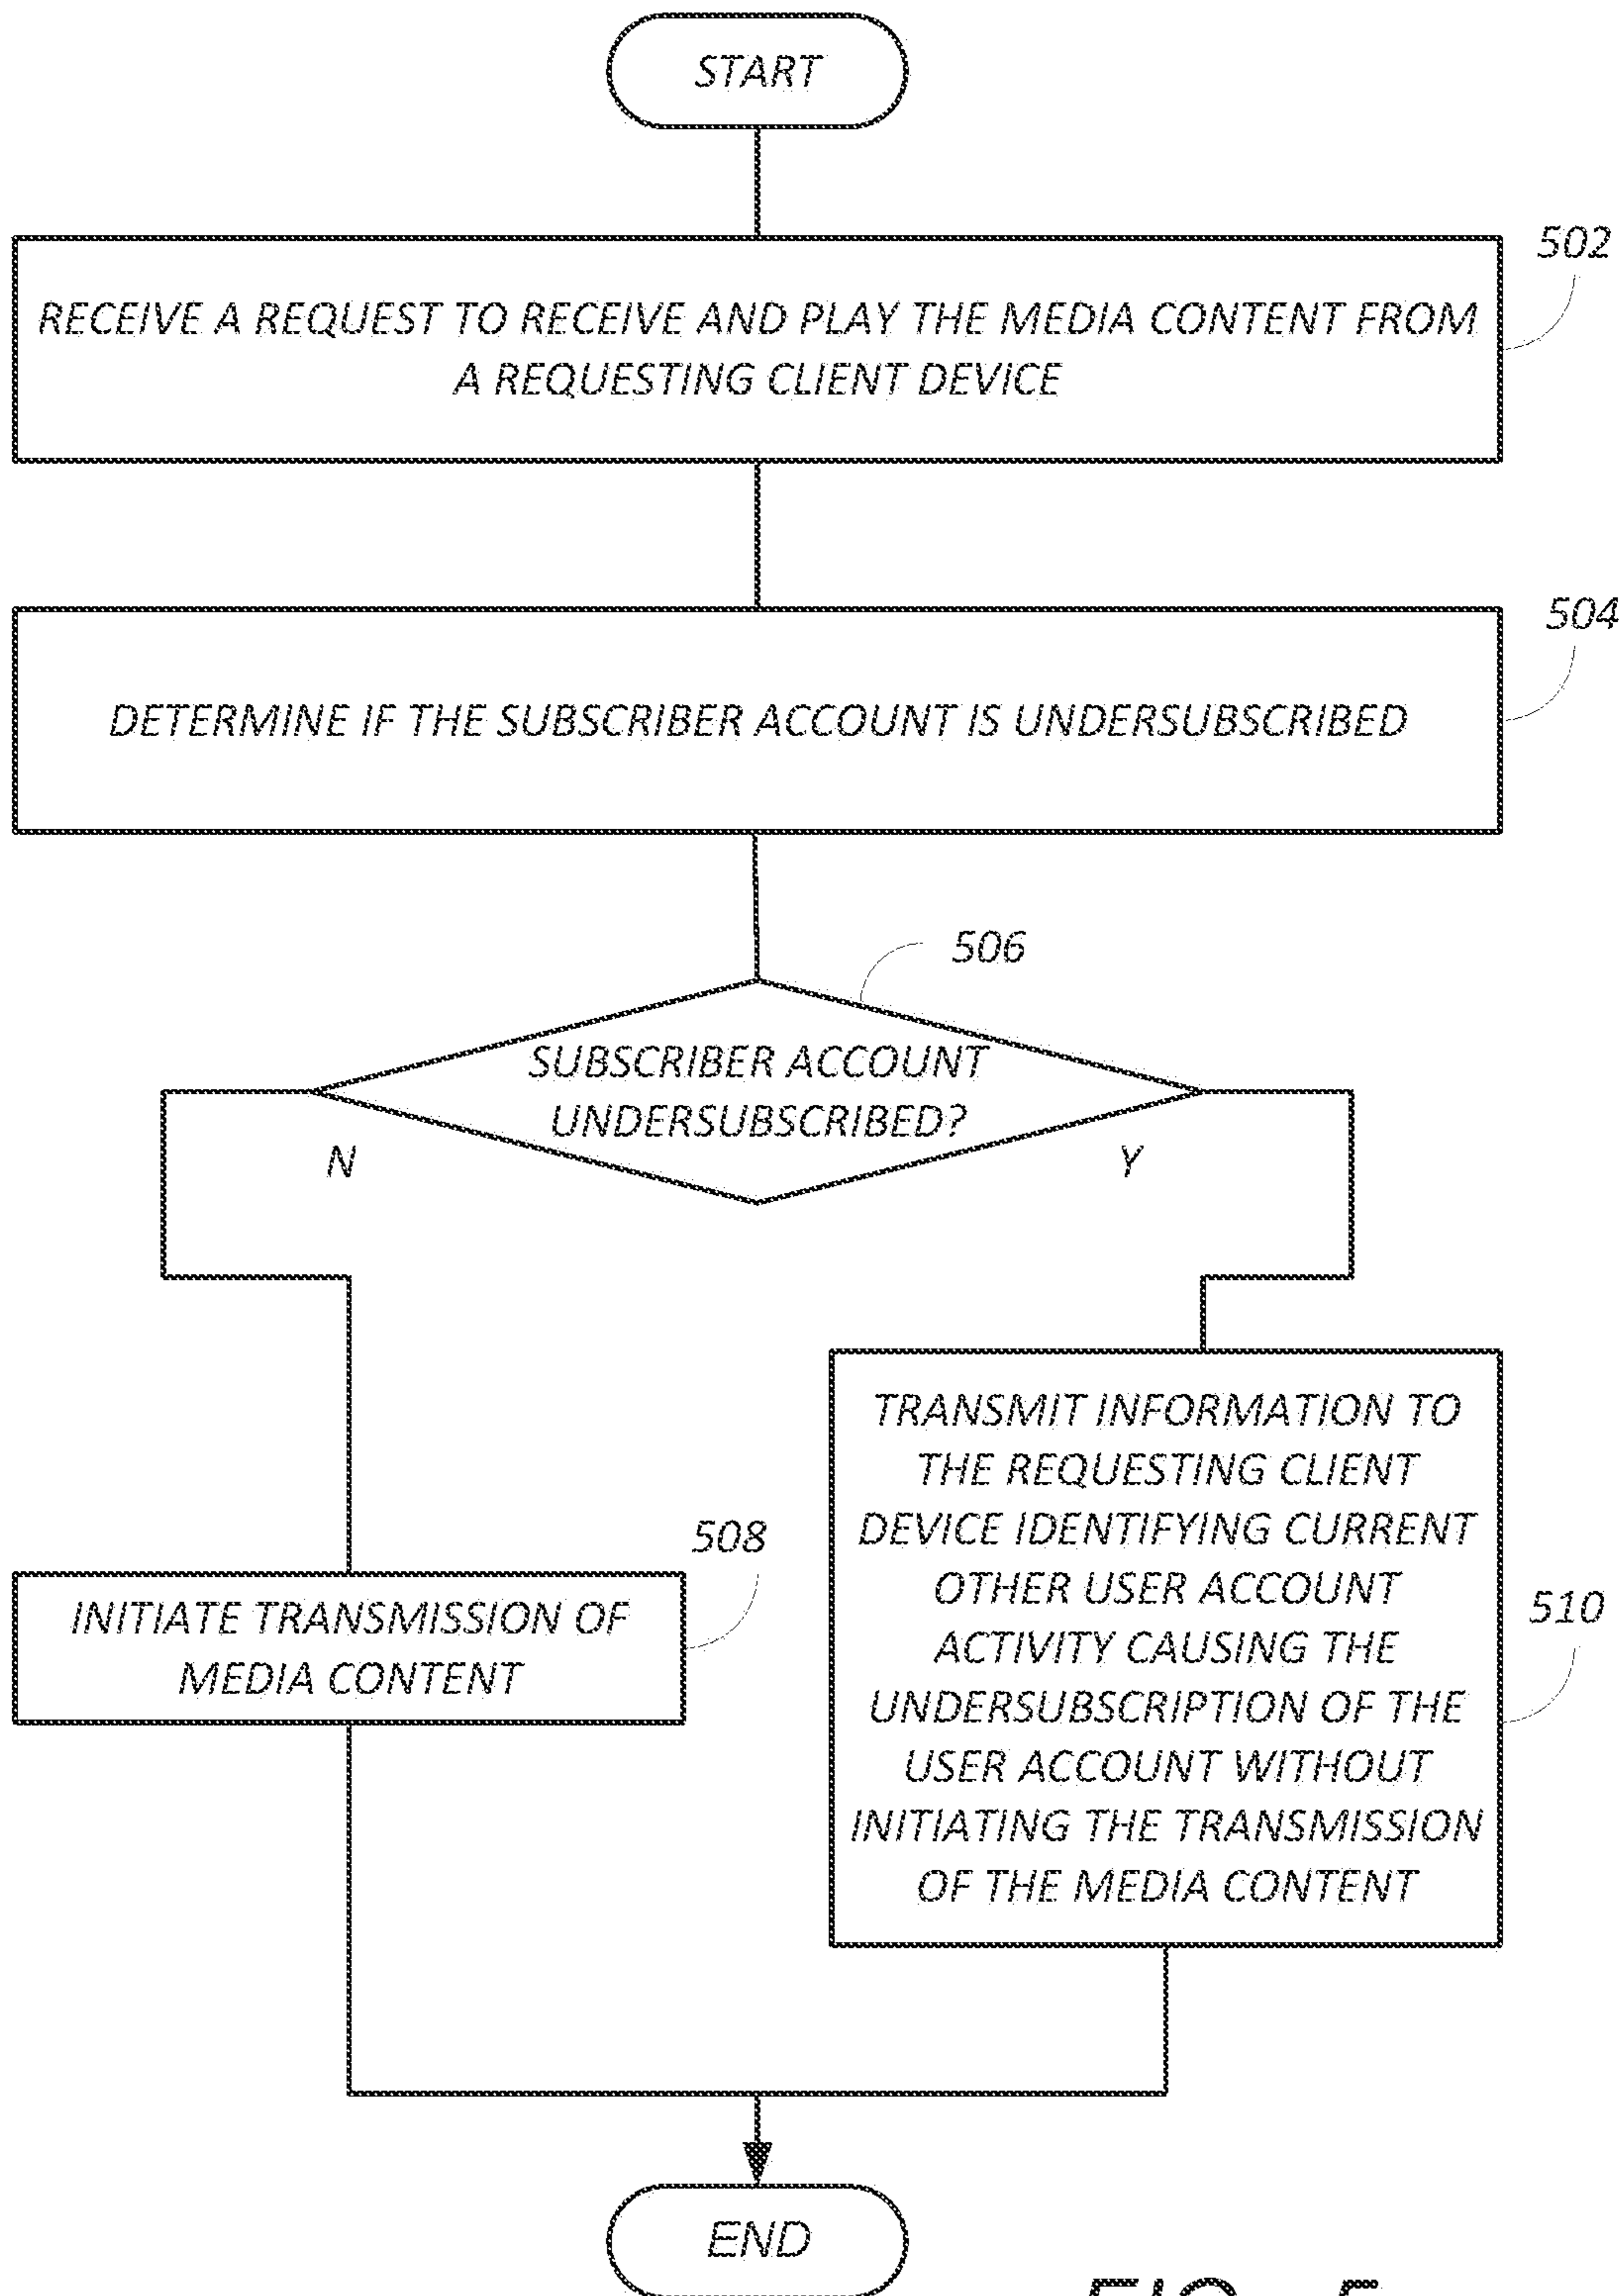 START
502
RECEIVE A REQUEST TO RECEIVE AND PLAY THE MEDIA CONTENT FROM
A REQUESTING CLIENT DEVICE
504
DETERMINE IF THE SUBSCRIBER ACCOUNT IS UNDERSUBSCRIBED
506
SUBSCRIBER ACCOUNT
UNDERSUBSCRIBED?
N
Y
508
INITIATE TRANSMISSION OF
MEDIA CONTENT
TRANSMIT INFORMATION TO
THE REQUESTING CLIENT
DEVICE IDENTIFYING CURRENT
OTHER USER ACCOUNT
ACTIVITY CAUSING THE
UNDERSUBSCRIPTION OF THE
USER ACCOUNT WITHOUT
INITIATING THE TRANSMISSION
OF THE MEDIA CONTENT
510
END